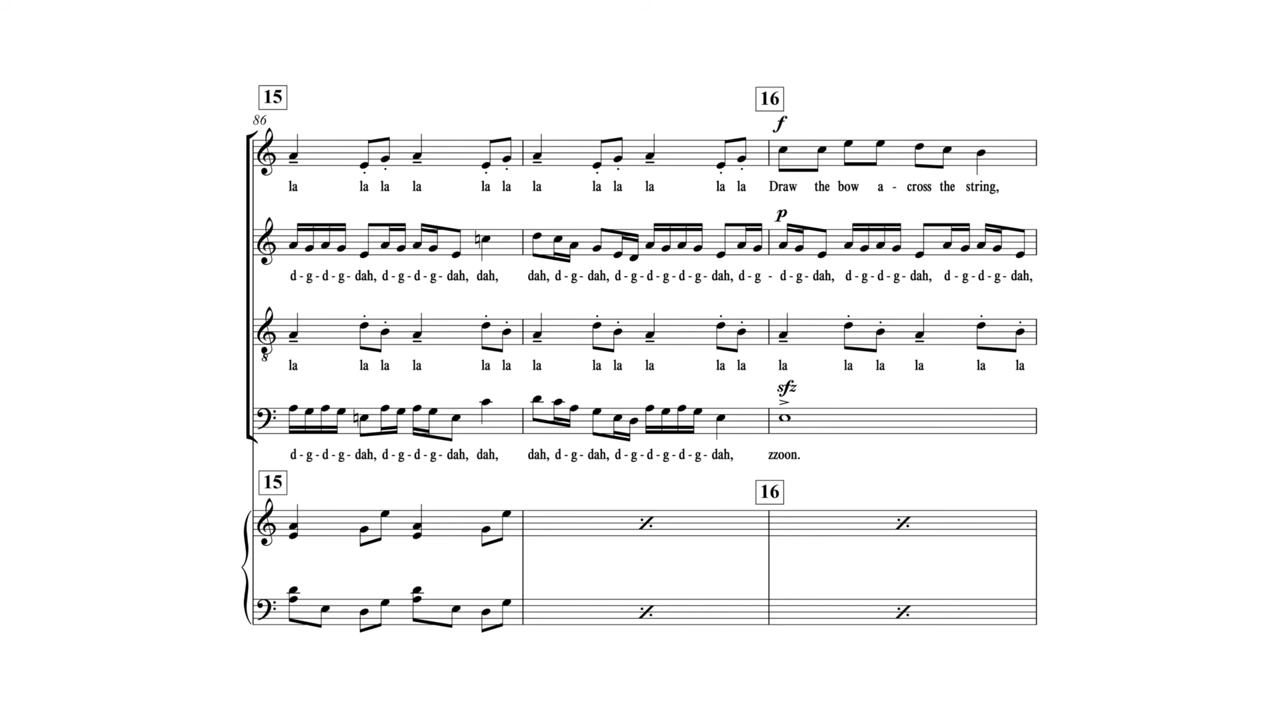 15
86
16
f
la la la la la la la la la la la la Draw the bow a - cross the string,
p
d - g - d - g - dah, d - g - d - g - dah, dah, dah, d - g - dah, d - g - d - g - d - g - dah, d - g - d - g - dah, d - g - d - g - dah, d - g - d - g - dah,
8
la la la la la la la la la la la la la la la la la la
sfz
d - g - d - g - dah, d - g - d - g - dah, dah, dah, d - g - dah, d - g - d - g - d - g - dah, zzoon.
15
16